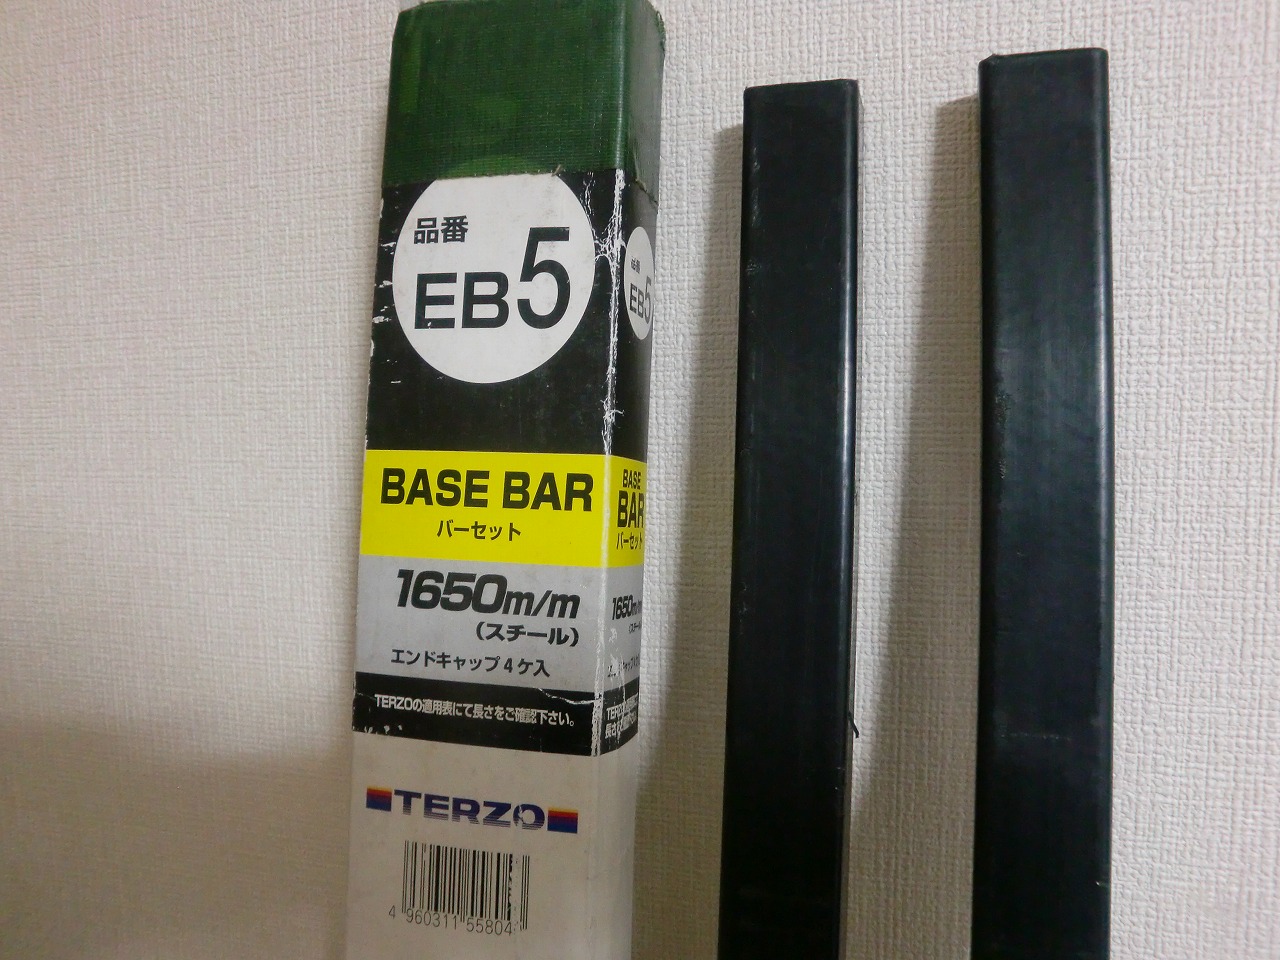 品番
EB5
BASE BAR
バーセット
1650m/m
(スチール)
エンドキャップ4ケ入
TERZOの適用表にて長さをご確認下さい。
TERZO
4 960311 55804
品番
EB5
BASE
BAR
バーセット
1650m/m